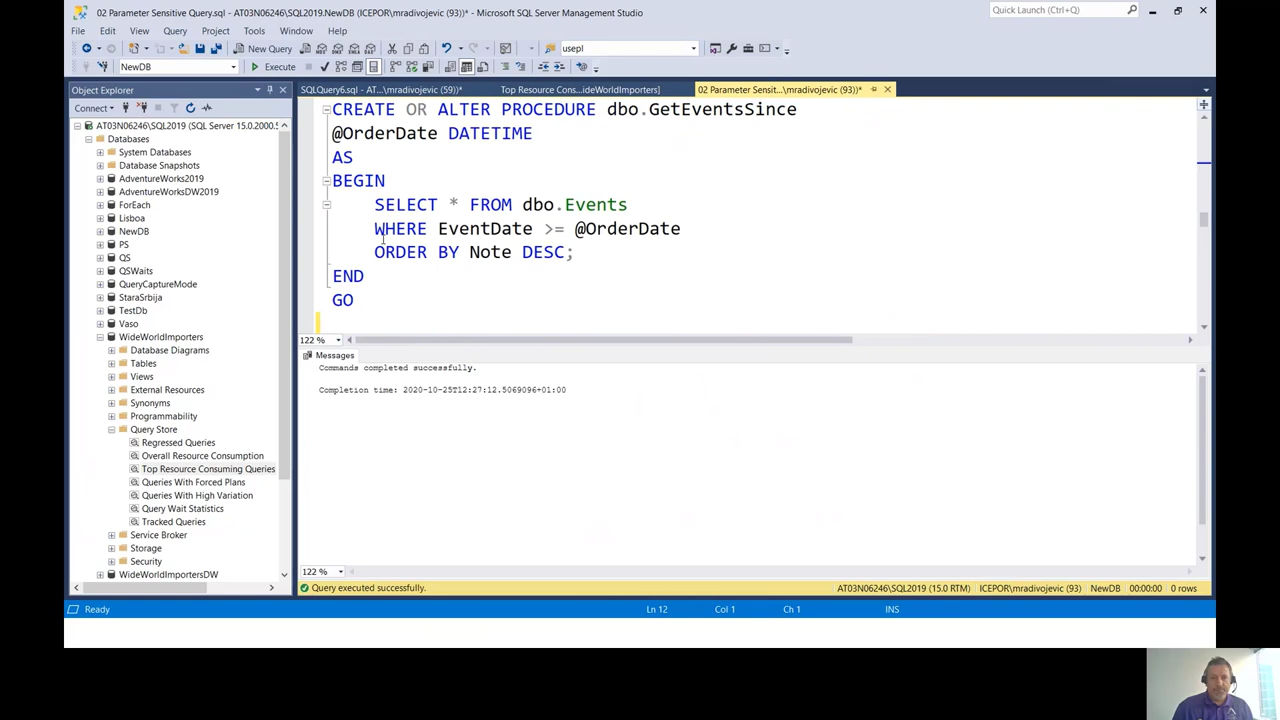 02 Parameter Sensitive Query.sql - AT03N06246\SQL2019.NewDB (ICEPOR\mradivojevic (93))* - Microsoft SQL Server Management Studio
Quick Launch (Ctrl+Q)
File Edit View Query Project Tools Window Help
New Query
usepl
NewDB
Execute
Object Explorer
SQLQuery6.sql - AT...\mradivojevic (59))*
Top Resource Cons...ideWorldImporters]
02 Parameter Sensit...\mradivojevic (93))*
Connect
AT03N06246\SQL2019 (SQL Server 15.0.2000.5
Databases
System Databases
Database Snapshots
AdventureWorks2019
AdventureWorksDW2019
ForEach
Lisboa
NewDB
PS
QS
QSWaits
QueryCaptureMode
StaraSrbija
TestDb
Vaso
WideWorldImporters
Database Diagrams
Tables
Views
External Resources
Synonyms
Programmability
Query Store
Regressed Queries
Overall Resource Consumption
Top Resource Consuming Queries
Queries With Forced Plans
Queries With High Variation
Query Wait Statistics
Tracked Queries
Service Broker
Storage
Security
WideWorldImportersDW
CREATE OR ALTER PROCEDURE dbo.GetEventsSince
@OrderDate DATETIME
AS
BEGIN
SELECT * FROM dbo.Events
WHERE EventDate >= @OrderDate
ORDER BY Note DESC;
END
GO
122 %
Messages
Commands completed successfully.
Completion time: 2020-10-25T12:27:12.5069096+01:00
122 %
Query executed successfully.
AT03N06246\SQL2019 (15.0 RTM)
ICEPOR\mradivojevic (93)
NewDB
00:00:00
0 rows
Ready
Ln 12
Col 1
Ch 1
INS